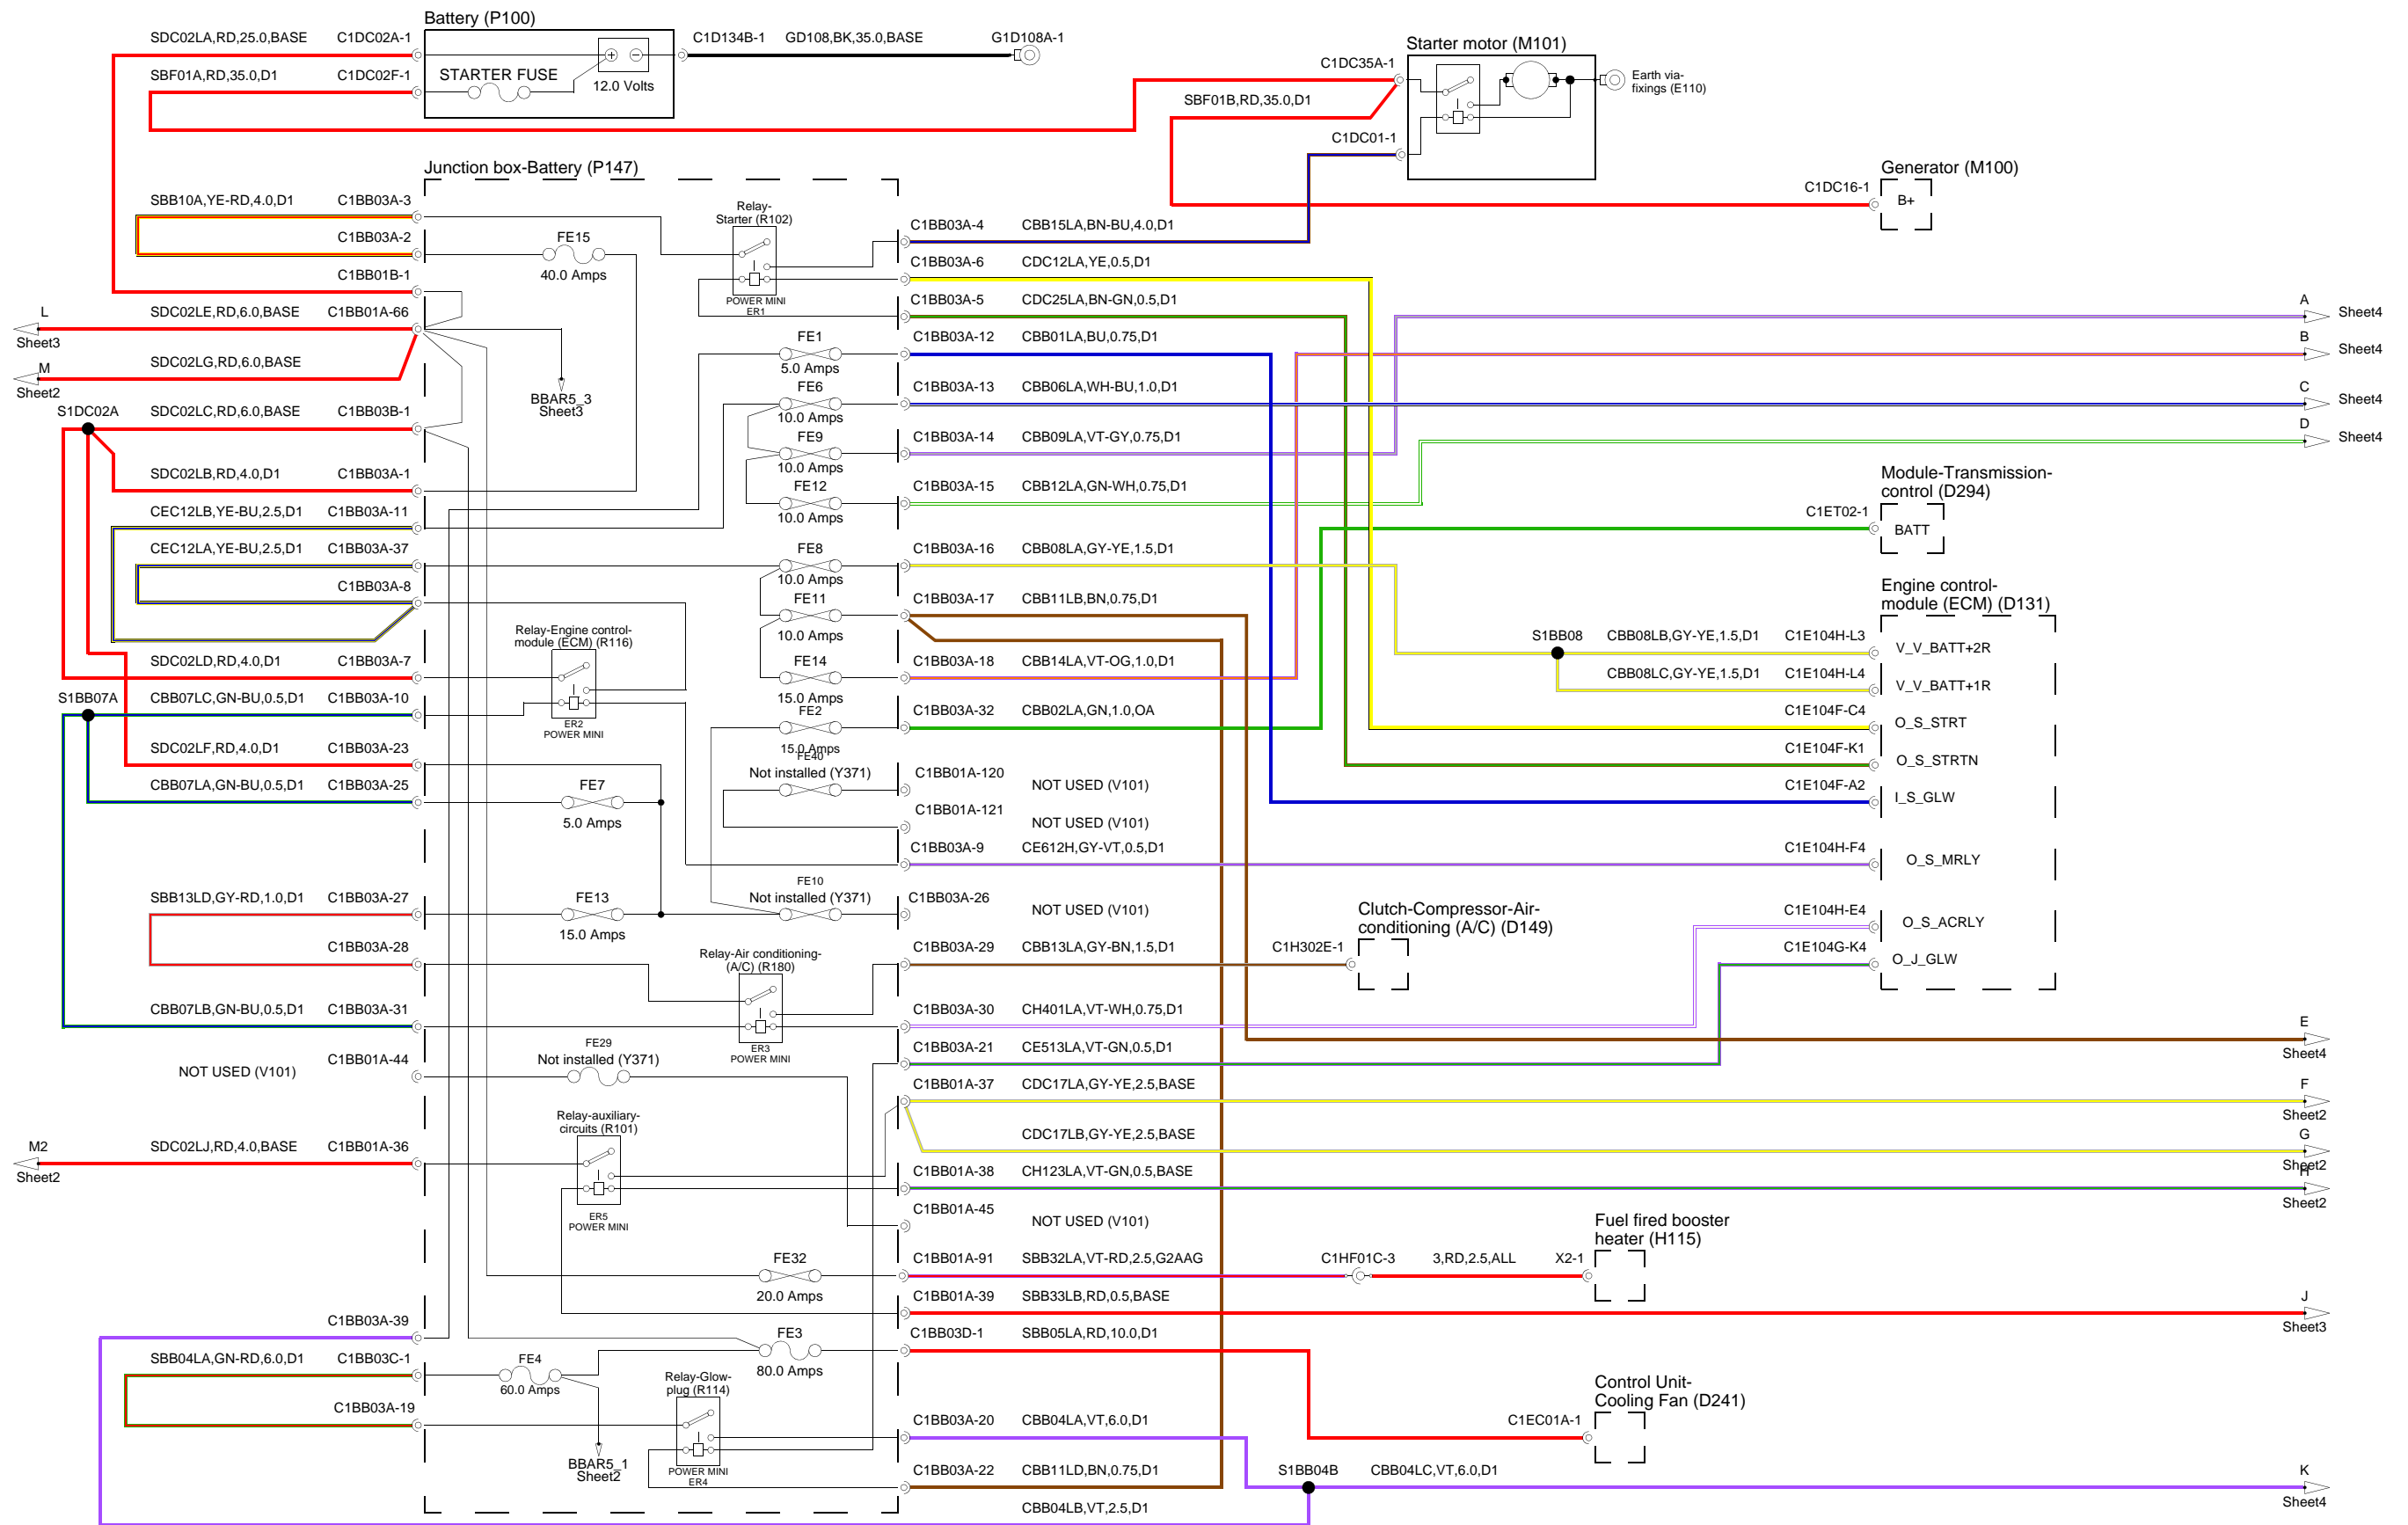 Battery (P100)
SDC02LA,RD,25.0,BASE
C1DC02A-1
C1D134B-1
GD108,BK,35.0,BASE
G1D108A-1
SBF01A,RD,35.0,D1
C1DC02F-1
STARTER FUSE
12.0 Volts
Starter motor (M101)
C1DC35A-1
SBF01B,RD,35.0,D1
Earth via-
fixings (E110)
C1DC01-1
Generator (M100)
C1DC16-1
B+
Junction box-Battery (P147)
SBB10A,YE-RD,4.0,D1
C1BB03A-3
C1BB03A-2
C1BB01B-1
L
Sheet3
SDC02LE,RD,6.0,BASE
C1BB01A-66
M
Sheet2
SDC02LG,RD,6.0,BASE
S1DC02A
SDC02LC,RD,6.0,BASE
C1BB03B-1
SDC02LB,RD,4.0,D1
C1BB03A-1
CEC12LB,YE-BU,2.5,D1
C1BB03A-11
CEC12LA,YE-BU,2.5,D1
C1BB03A-37
C1BB03A-8
SDC02LD,RD,4.0,D1
C1BB03A-7
S1BB07A
CBB07LC,GN-BU,0.5,D1
C1BB03A-10
SDC02LF,RD,4.0,D1
C1BB03A-23
CBB07LA,GN-BU,0.5,D1
C1BB03A-25
SBB13LD,GY-RD,1.0,D1
C1BB03A-27
C1BB03A-28
CBB07LB,GN-BU,0.5,D1
C1BB03A-31
NOT USED (V101)
C1BB01A-44
M2
Sheet2
SDC02LJ,RD,4.0,BASE
C1BB01A-36
C1BB03A-39
SBB04LA,GN-RD,6.0,D1
C1BB03C-1
C1BB03A-19
FE15
40.0 Amps
Relay-
Starter (R102)
POWER MINI
ER1
BBAR5_3
Sheet3
FE1
5.0 Amps
FE6
10.0 Amps
FE9
10.0 Amps
FE12
10.0 Amps
FE8
10.0 Amps
FE11
10.0 Amps
FE14
15.0 Amps
FE2
15.0 Amps
FE40
Not installed (Y371)
Relay-Engine control-
module (ECM) (R116)
ER2
POWER MINI
FE7
5.0 Amps
FE13
15.0 Amps
FE10
Not installed (Y371)
Relay-Air conditioning-
(A/C) (R180)
ER3
POWER MINI
FE29
Not installed (Y371)
Relay-auxiliary-
circuits (R101)
ER5
POWER MINI
FE32
20.0 Amps
FE3
80.0 Amps
FE4
60.0 Amps
Relay-Glow-
plug (R114)
POWER MINI
ER4
BBAR5_1
Sheet2
C1BB03A-4
CBB15LA,BN-BU,4.0,D1
C1BB03A-6
CDC12LA,YE,0.5,D1
C1BB03A-5
CDC25LA,BN-GN,0.5,D1
C1BB03A-12
CBB01LA,BU,0.75,D1
C1BB03A-13
CBB06LA,WH-BU,1.0,D1
C1BB03A-14
CBB09LA,VT-GY,0.75,D1
C1BB03A-15
CBB12LA,GN-WH,0.75,D1
C1BB03A-16
CBB08LA,GY-YE,1.5,D1
C1BB03A-17
CBB11LB,BN,0.75,D1
C1BB03A-18
CBB14LA,VT-OG,1.0,D1
C1BB03A-32
CBB02LA,GN,1.0,OA
C1BB01A-120
NOT USED (V101)
C1BB01A-121
NOT USED (V101)
C1BB03A-9
CE612H,GY-VT,0.5,D1
C1BB03A-26
NOT USED (V101)
C1BB03A-29
CBB13LA,GY-BN,1.5,D1
C1BB03A-30
CH401LA,VT-WH,0.75,D1
C1BB03A-21
CE513LA,VT-GN,0.5,D1
C1BB01A-37
CDC17LA,GY-YE,2.5,BASE
CDC17LB,GY-YE,2.5,BASE
C1BB01A-38
CH123LA,VT-GN,0.5,BASE
C1BB01A-45
NOT USED (V101)
C1BB01A-91
SBB32LA,VT-RD,2.5,G2AAG
C1BB01A-39
SBB33LB,RD,0.5,BASE
C1BB03D-1
SBB05LA,RD,10.0,D1
C1BB03A-20
CBB04LA,VT,6.0,D1
C1BB03A-22
CBB11LD,BN,0.75,D1
CBB04LB,VT,2.5,D1
S1BB04B
CBB04LC,VT,6.0,D1
A
Sheet4
B
Sheet4
C
Sheet4
D
Sheet4
Module-Transmission-
control (D294)
C1ET02-1
BATT
Engine control-
module (ECM) (D131)
S1BB08
CBB08LB,GY-YE,1.5,D1
C1E104H-L3
V_V_BATT+2R
CBB08LC,GY-YE,1.5,D1
C1E104H-L4
V_V_BATT+1R
C1E104F-C4
O_S_STRT
C1E104F-K1
O_S_STRTN
C1E104F-A2
I_S_GLW
C1E104H-F4
O_S_MRLY
C1E104H-E4
O_S_ACRLY
C1E104G-K4
O_J_GLW
Clutch-Compressor-Air-
conditioning (A/C) (D149)
C1H302E-1
E
Sheet4
F
Sheet2
G
Sheet2
H
Sheet2
Fuel fired booster
heater (H115)
C1HF01C-3
3,RD,2.5,ALL
X2-1
J
Sheet3
Control Unit-
Cooling Fan (D241)
C1EC01A-1
K
Sheet4